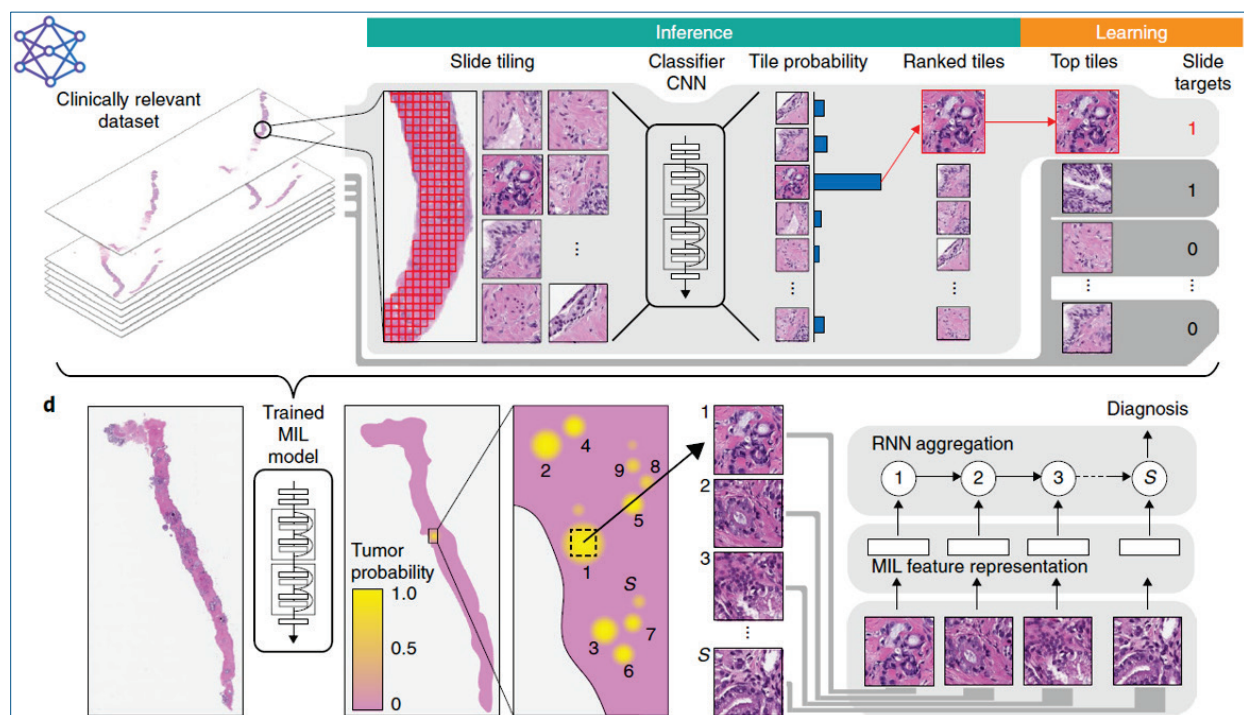 Inference
Learning
Slide tiling
Classifier
CNN
Tile probability
Ranked tiles
Top tiles
Slide
targets
Clinically relevant
dataset
1
1
0
0
d
Trained
MIL
model
Tumor
probability
1.0
0.5
0
2
4
9
8
5
1
S
3
7
6
1
2
3
S
Diagnosis
RNN aggregation
1
2
3
S
MIL feature representation